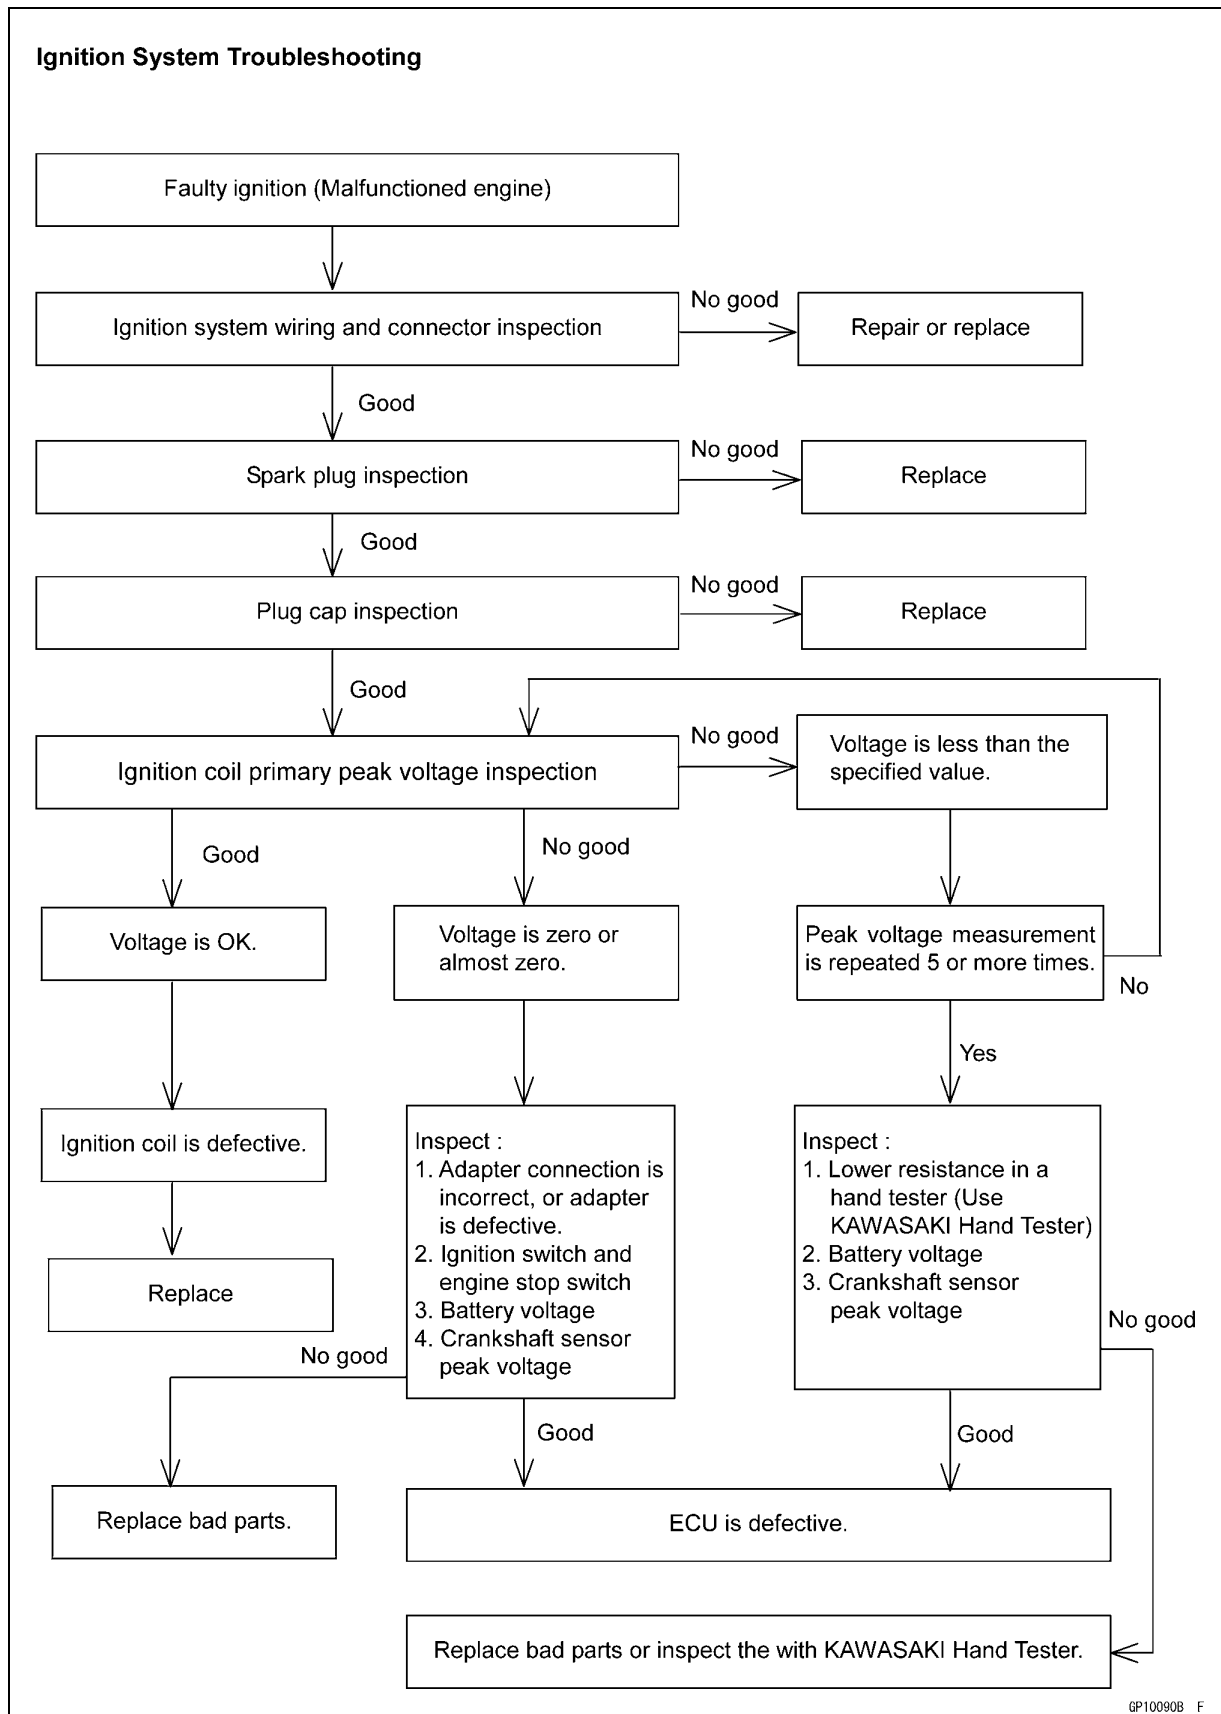 Ignition System Troubleshooting
Faulty ignition (Malfunctioned engine)
Ignition system wiring and connector inspection
No good
Repair or replace
Good
Spark plug inspection
No good
Replace
Good
Plug cap inspection
No good
Replace
Good
Ignition coil primary peak voltage inspection
No good
Voltage is less than the
specified value.
Good
No good
Voltage is OK.
Voltage is zero or
almost zero.
Peak voltage measurement
is repeated 5 or more times.
No
Yes
Ignition coil is defective.
Replace
Inspect :
1. Adapter connection is
incorrect, or adapter
is defective.
2. Ignition switch and
engine stop switch
3. Battery voltage
4. Crankshaft sensor
peak voltage
Inspect :
1. Lower resistance in a
hand tester (Use
KAWASAKI Hand Tester)
2. Battery voltage
3. Crankshaft sensor
peak voltage
No good
No good
Good
Good
Replace bad parts.
ECU is defective.
Replace bad parts or inspect the with KAWASAKI Hand Tester.
GP10090B F